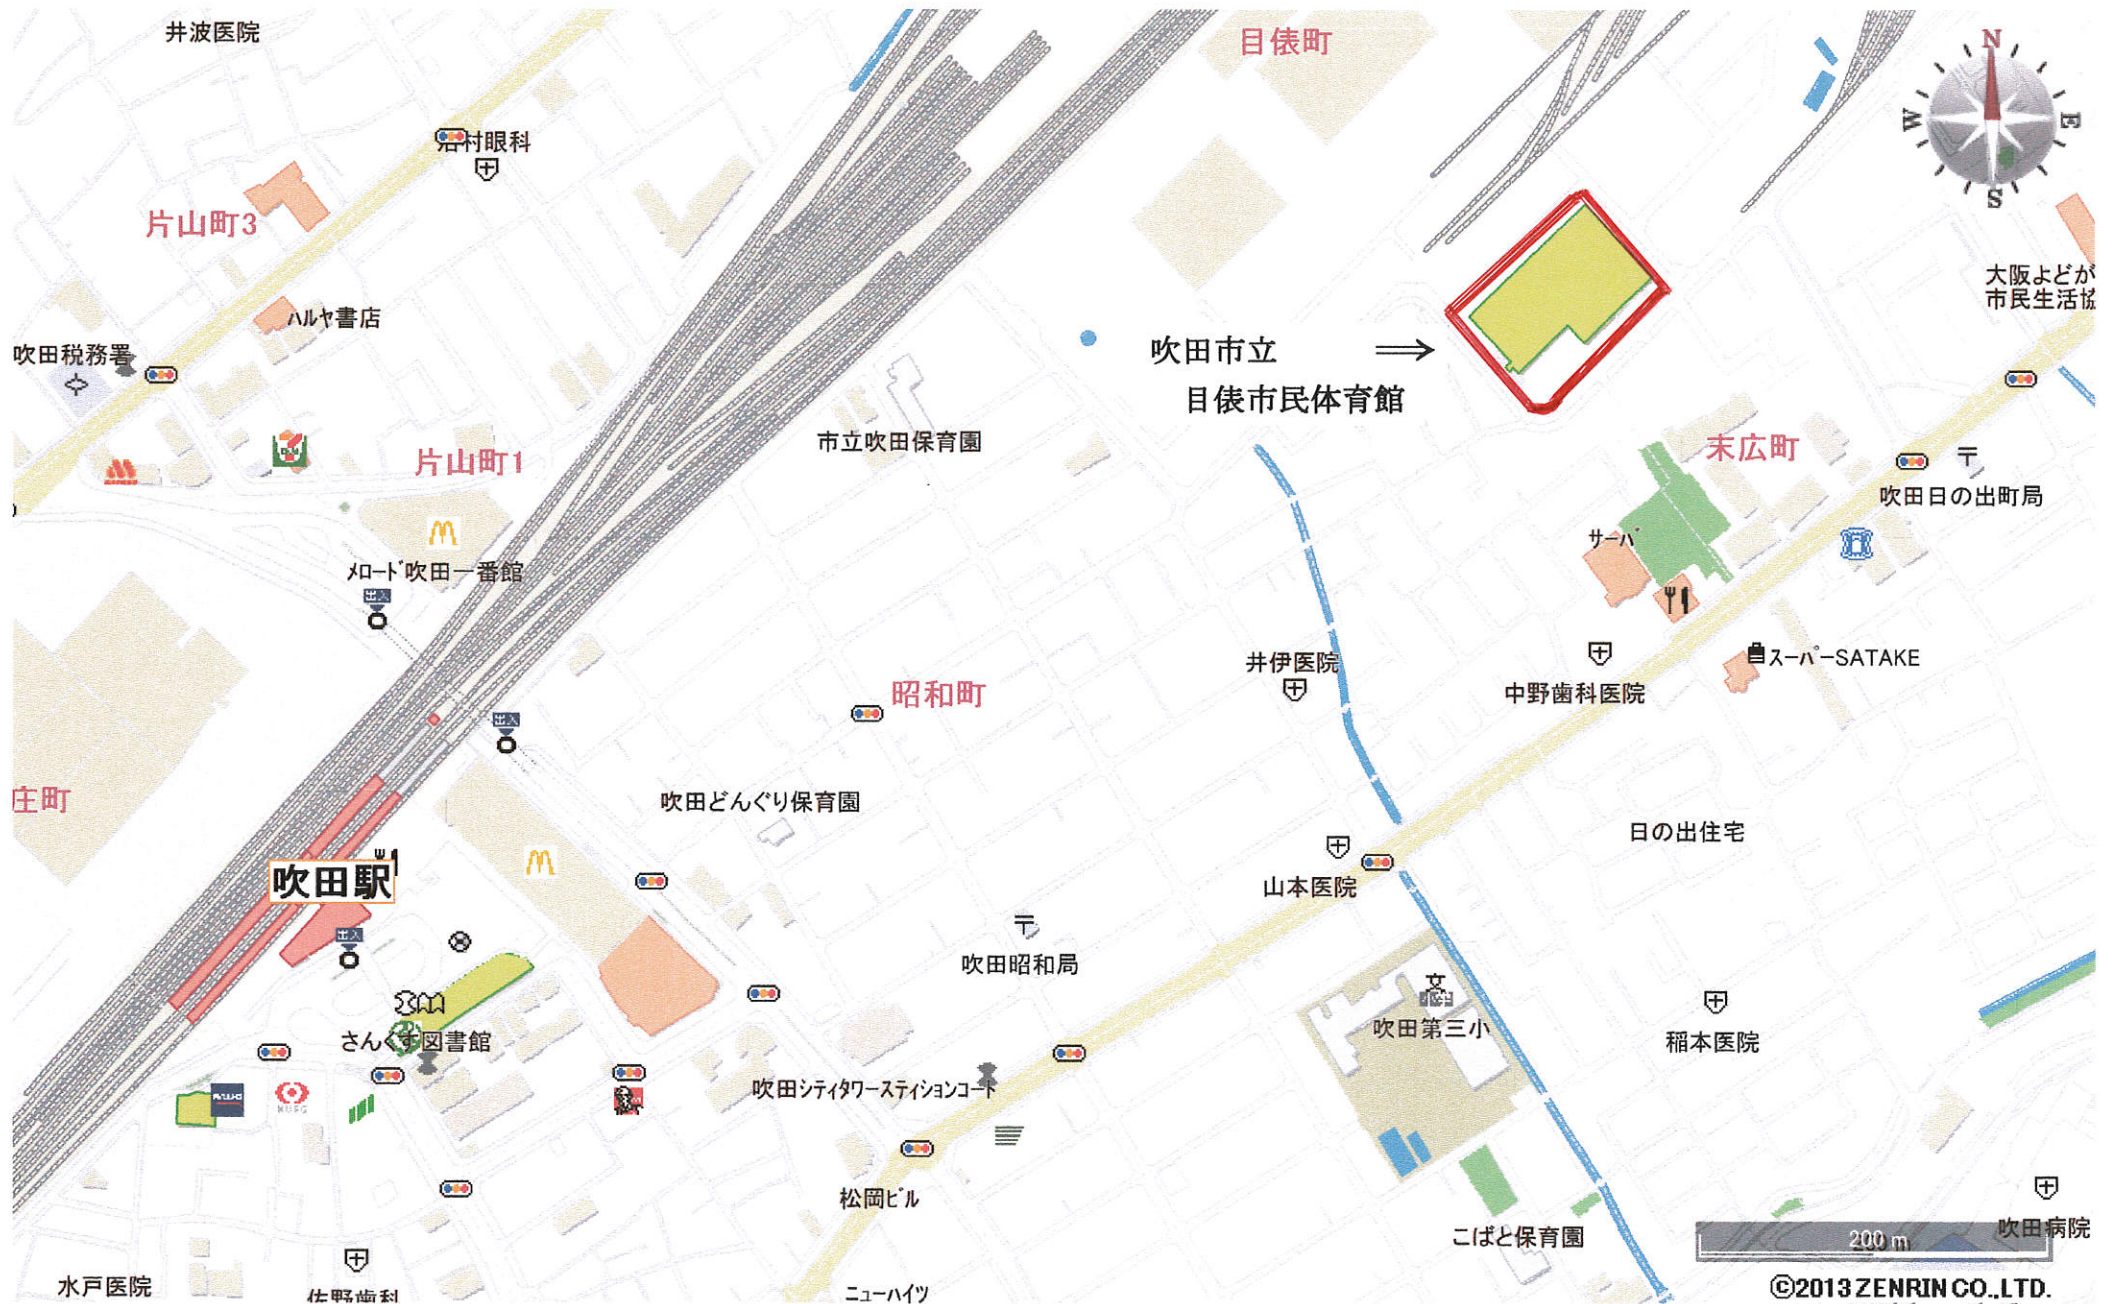 井波医院
目俵町
N
W
E
S
村眼科
片山町3
ハルヤ書店
大阪よどが
市民生活協
吹田税務署
吹田市立
⇒
目俵市民体育館
市立吹田保育園
片山町1
末広町
〒
吹田日の出町局
サーバ
メロード吹田一番館
出入
井伊医院
スーパーSATAKE
中野歯科医院
昭和町
出入
庄町
吹田どんぐり保育園
日の出住宅
吹田駅
山本医院
出入
〒
吹田昭和局
文
吹田第三小
さんくす図書館
稲本医院
吹田シティタワースティションコート
MUFG
松岡ビル
こばと保育園
吹田病院
200 m
水戸医院
佐野歯科
ニューハイツ
©2013 ZENRIN CO.,LTD.